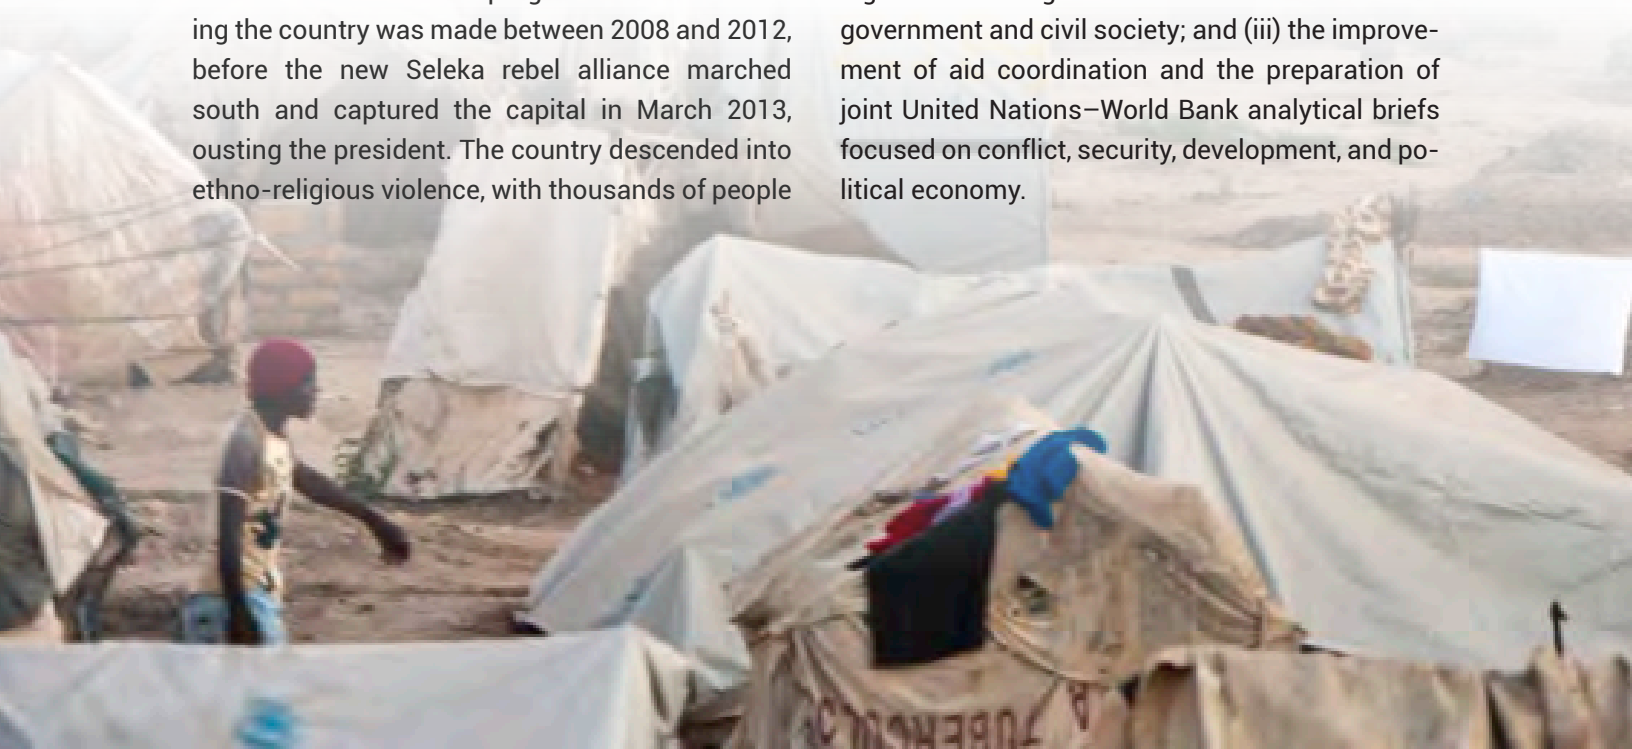 ing the country was made between 2008 and 2012,
before the new Seleka rebel alliance marched
south and captured the capital in March 2013,
ousting the president. The country descended into
ethno-religious violence, with thousands of people
government and civil society; and (iii) the improve-
ment of aid coordination and the preparation of
joint United Nations–World Bank analytical briefs
focused on conflict, security, development, and po-
litical economy.